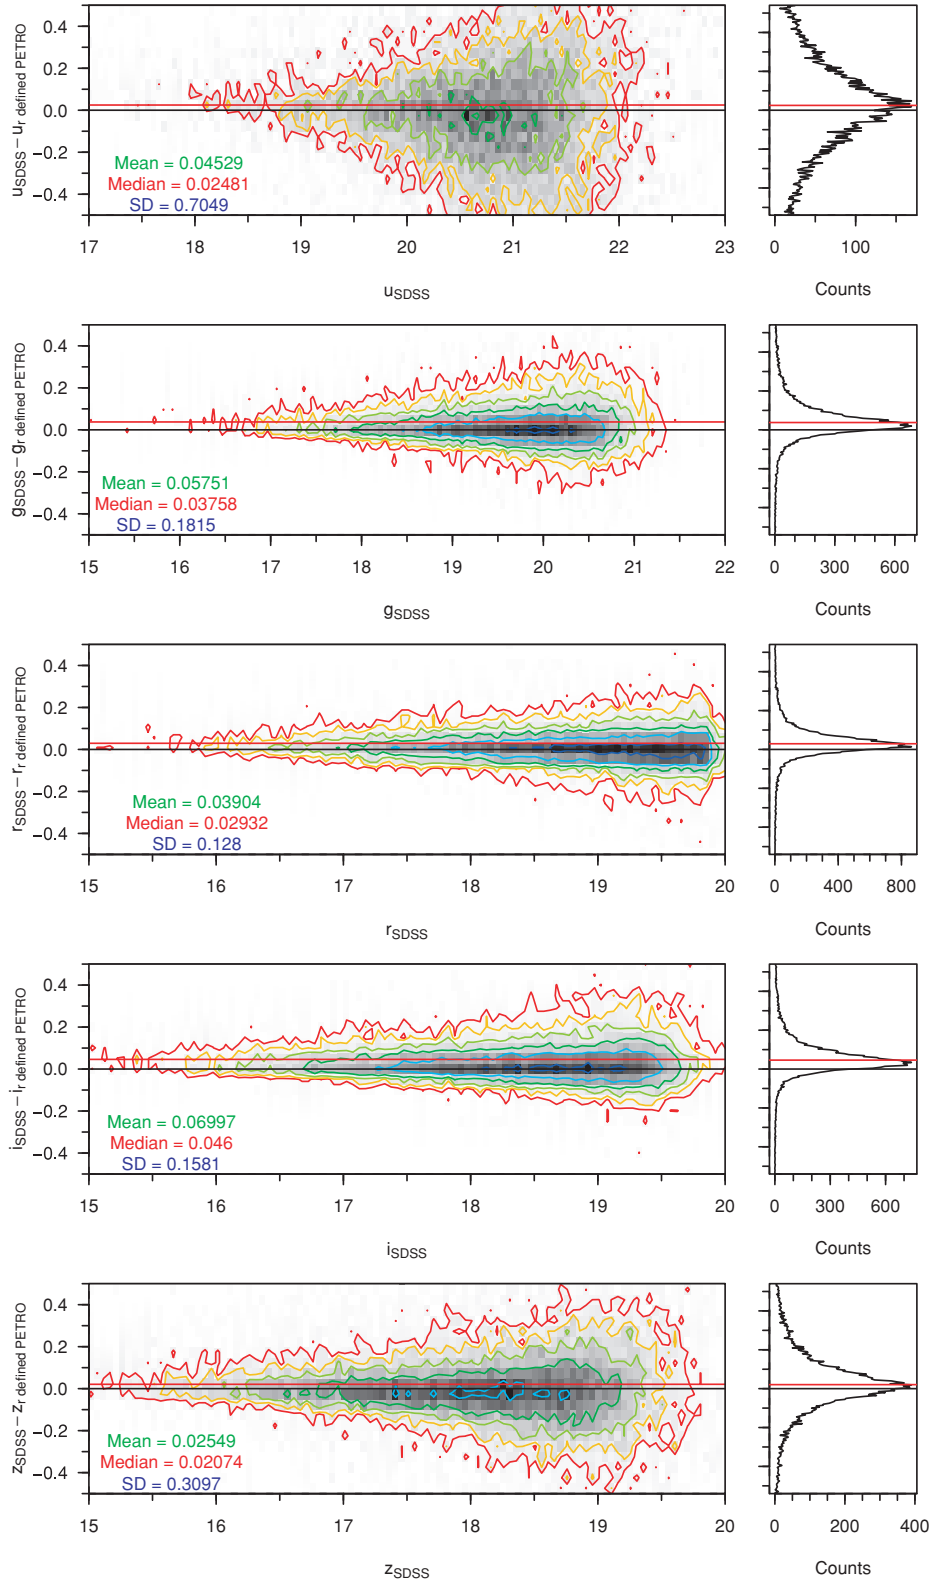 uSDSS − ur defined PETRO
0.4
0.2
0.0
−0.2
−0.4
Mean = 0.04529
Median = 0.02481
SD = 0.7049
17 18 19 20 21 22 23
uSDSS
0 100
Counts
gSDSS − gr defined PETRO
0.4
0.2
0.0
−0.2
−0.4
Mean = 0.05751
Median = 0.03758
SD = 0.1815
15 16 17 18 19 20 21 22
gSDSS
0 300 600
Counts
rSDSS − rr defined PETRO
0.4
0.2
0.0
−0.2
−0.4
Mean = 0.03904
Median = 0.02932
SD = 0.128
15 16 17 18 19 20
rSDSS
0 400 800
Counts
iSDSS − ir defined PETRO
0.4
0.2
0.0
−0.2
−0.4
Mean = 0.06997
Median = 0.046
SD = 0.1581
15 16 17 18 19 20
iSDSS
0 300 600
Counts
zSDSS − zr defined PETRO
0.4
0.2
0.0
−0.2
−0.4
Mean = 0.02549
Median = 0.02074
SD = 0.3097
15 16 17 18 19 20
zSDSS
0 200 400
Counts